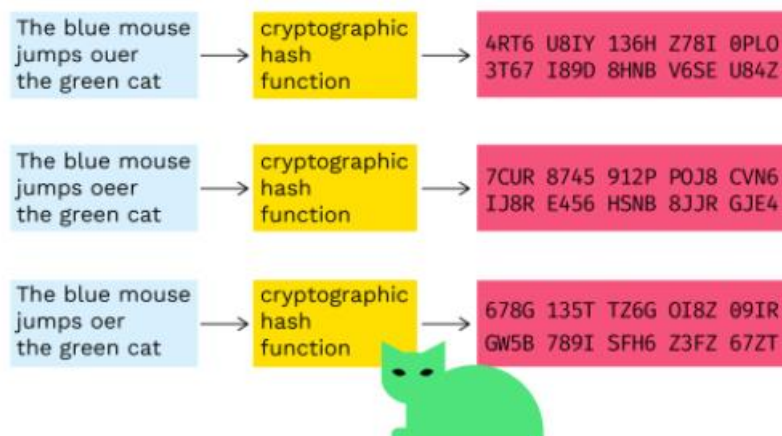 The blue mouse
jumps ouer
the green cat
cryptographic
hash
function
4RT6 U8IY 136H Z78I 0PLO
3T67 I89D 8HNB V6SE U84Z
The blue mouse
jumps oeer
the green cat
cryptographic
hash
function
7CUR 8745 912P POJ8 CVN6
IJ8R E456 HSNB 8JJR GJE4
The blue mouse
jumps oer
the green cat
cryptographic
hash
function
678G 135T TZ6G OI8Z 09IR
GW5B 789I SFH6 Z3FZ 67ZT